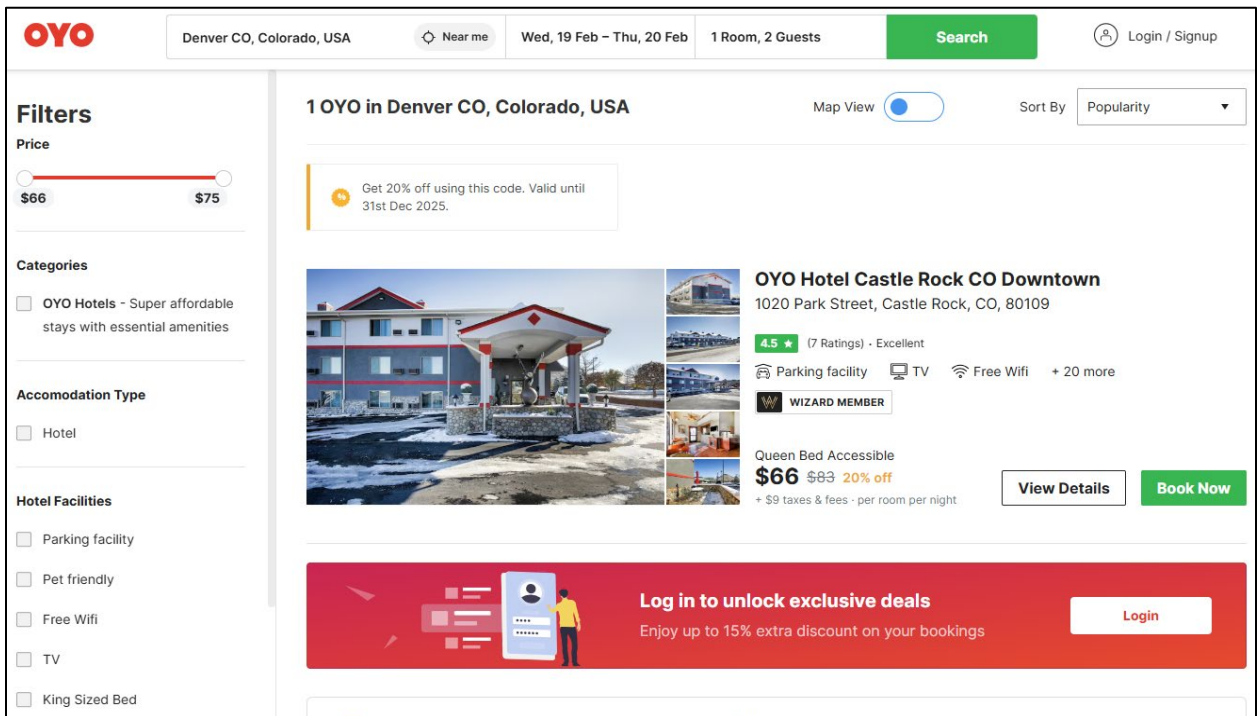 OYO
Denver CO, Colorado, USA
Near me
Wed, 19 Feb – Thu, 20 Feb
1 Room, 2 Guests
Search
Login / Signup
Filters
Price
$66
$75
Categories
OYO Hotels - Super affordable
stays with essential amenities
Accomodation Type
Hotel
Hotel Facilities
Parking facility
Pet friendly
Free Wifi
TV
King Sized Bed
1 OYO in Denver CO, Colorado, USA
Map View
Sort By
Popularity
Get 20% off using this code. Valid until
31st Dec 2025.
OYO Hotel Castle Rock CO Downtown
1020 Park Street, Castle Rock, CO, 80109
4.5 ★ (7 Ratings) · Excellent
Parking facility TV Free Wifi + 20 more
W WIZARD MEMBER
Queen Bed Accessible
$66 $83 20% off
+ $9 taxes & fees · per room per night
View Details
Book Now
Log in to unlock exclusive deals
Enjoy up to 15% extra discount on your bookings
Login